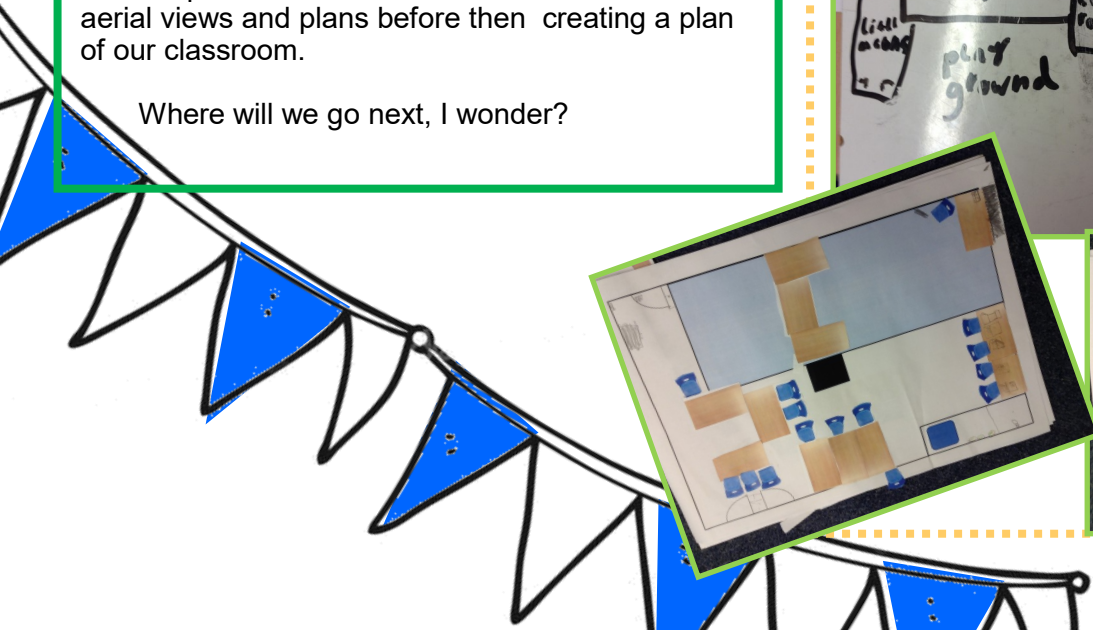 aerial views and plans before then creating a plan
of our classroom.
Where will we go next, I wonder?
play
ground